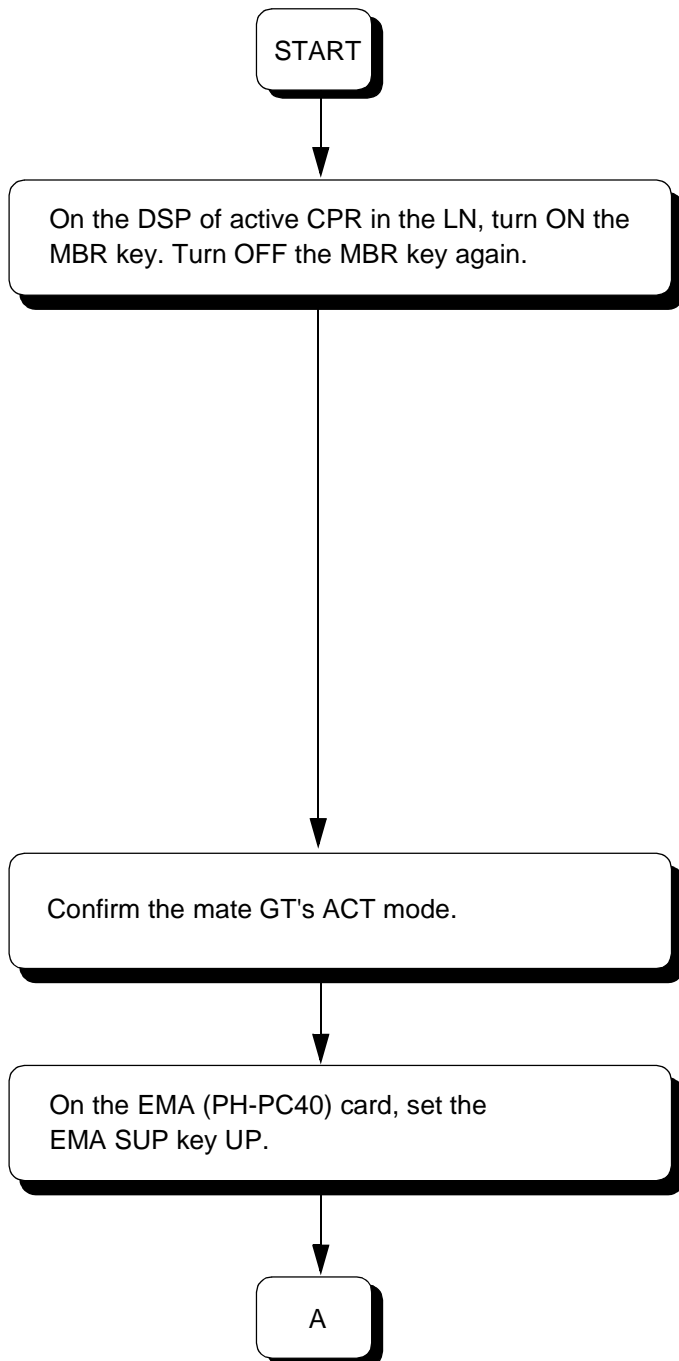 START
On the DSP of active CPR in the LN, turn ON the
MBR key. Turn OFF the MBR key again.
Confirm the mate GT's ACT mode.
On the EMA (PH-PC40) card, set the
EMA SUP key UP.
A